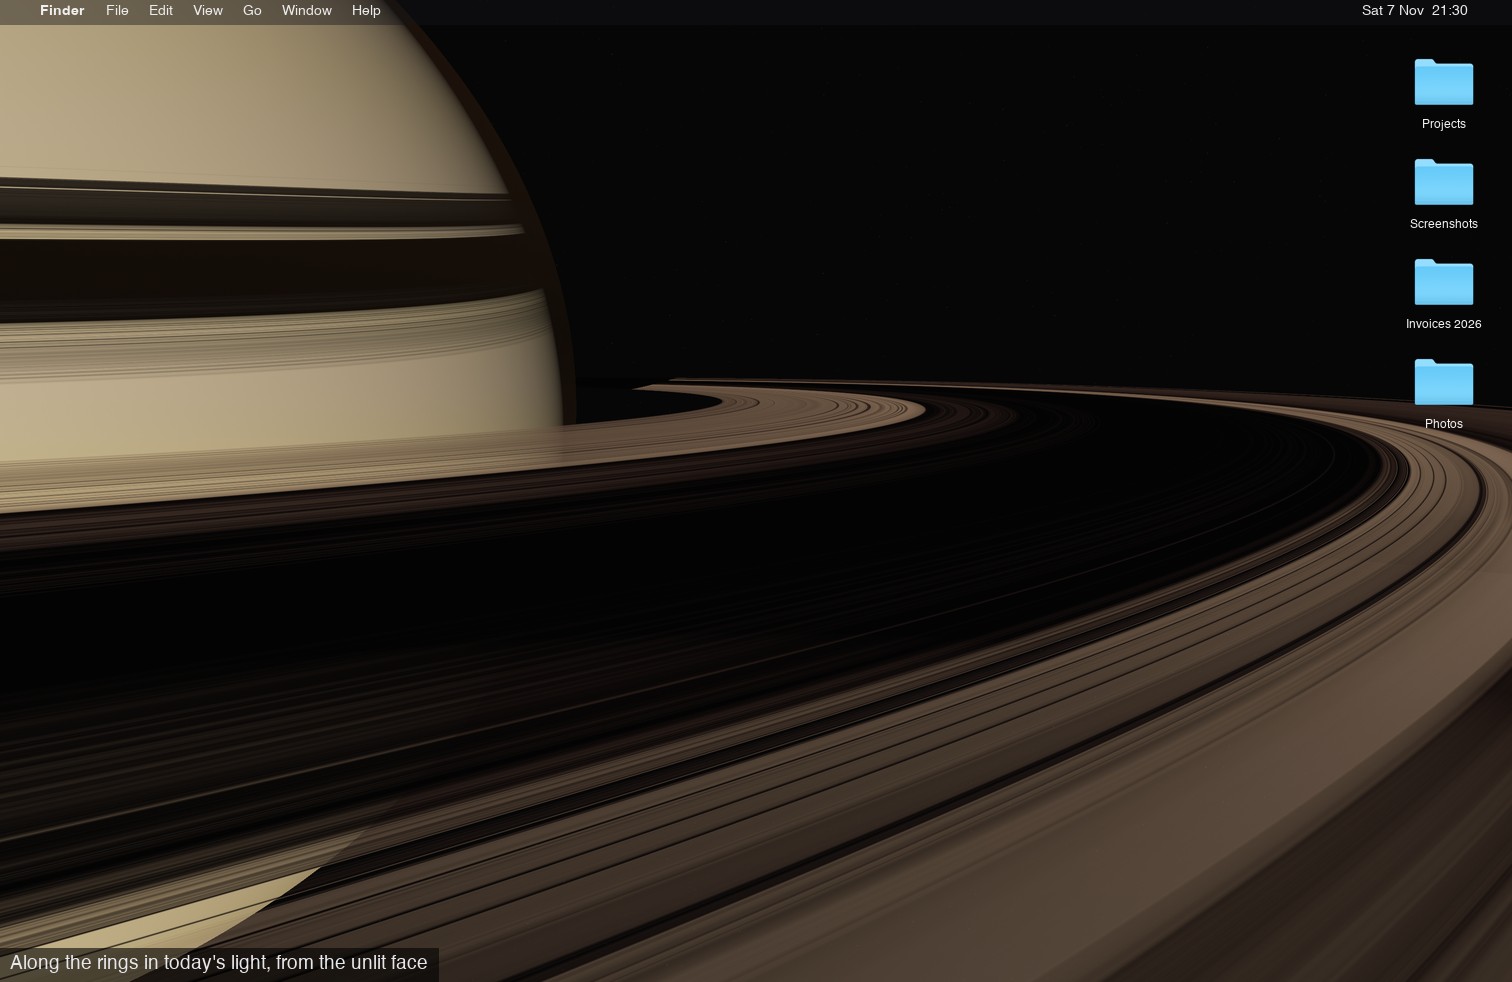 Finder File Edit View Go Window Help Sat 7 Nov 21:30
Projects
Screenshots
Invoices 2026
Photos
Along the rings in today's light, from the unlit face